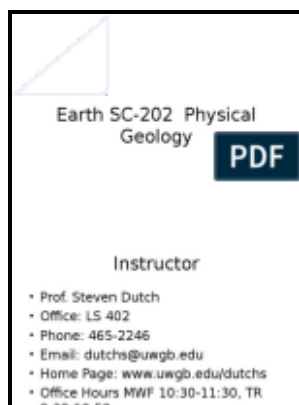 Earth SC-202 Physical
Geology
PDF
Instructor
• Prof. Steven Dutch
• Office: LS 402
• Phone: 465-2246
• Email: dutchs@uwgb.edu
• Home Page: www.uwgb.edu/dutchs
• Office Hours MWF 10:30-11:30, TR